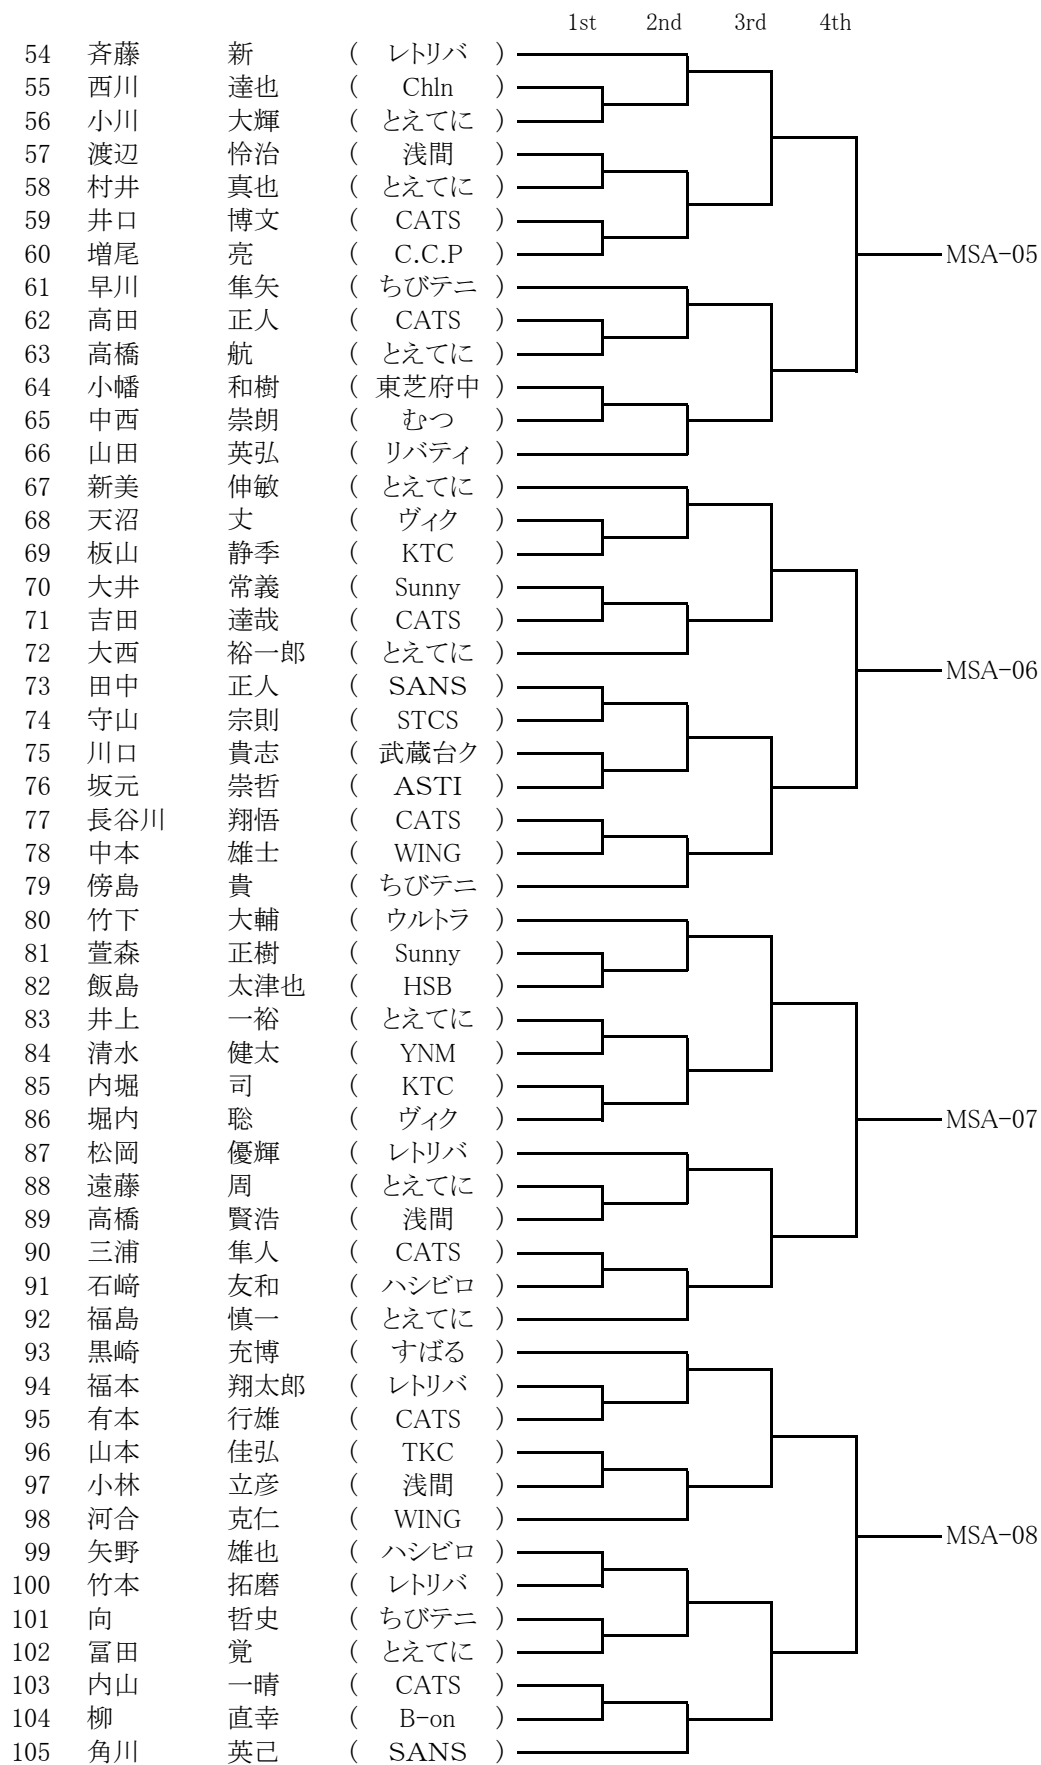 1st 2nd 3rd 4th
54 斉藤 新 ( レトリバ )
55 西川 達也 ( Chln )
56 小川 大輝 ( とえてに )
57 渡辺 怜治 ( 浅間 )
58 村井 真也 ( とえてに )
59 井口 博文 ( CATS )
60 増尾 亮 ( C.C.P ) MSA-05
61 早川 隼矢 ( ちびテニ )
62 高田 正人 ( CATS )
63 高橋 航 ( とえてに )
64 小幡 和樹 ( 東芝府中 )
65 中西 崇朗 ( むつ )
66 山田 英弘 ( リバティ )
67 新美 伸敏 ( とえてに )
68 天沼 丈 ( ヴィク )
69 板山 静季 ( KTC )
70 大井 常義 ( Sunny )
71 吉田 達哉 ( CATS )
72 大西 裕一郎 ( とえてに )
MSA-06
73 田中 正人 ( SANS )
74 守山 宗則 ( STCS )
75 川口 貴志 ( 武蔵台ク )
76 坂元 崇哲 ( ASTI )
77 長谷川 翔悟 ( CATS )
78 中本 雄士 ( WING )
79 傍島 貴 ( ちびテニ )
80 竹下 大輔 ( ウルトラ )
81 萱森 正樹 ( Sunny )
82 飯島 太津也 ( HSB )
83 井上 一裕 ( とえてに )
84 清水 健太 ( YNM )
85 内堀 司 ( KTC )
86 堀内 聡 ( ヴィク ) MSA-07
87 松岡 優輝 ( レトリバ )
88 遠藤 周 ( とえてに )
89 高橋 賢浩 ( 浅間 )
90 三浦 隼人 ( CATS )
91 石﨑 友和 ( ハシビロ )
92 福島 慎一 ( とえてに )
93 黒崎 充博 ( すばる )
94 福本 翔太郎 ( レトリバ )
95 有本 行雄 ( CATS )
96 山本 佳弘 ( TKC )
97 小林 立彦 ( 浅間 )
98 河合 克仁 ( WING )
MSA-08
99 矢野 雄也 ( ハシビロ )
100 竹本 拓磨 ( レトリバ )
101 向 哲史 ( ちびテニ )
102 冨田 覚 ( とえてに )
103 内山 一晴 ( CATS )
104 柳 直幸 ( B-on )
105 角川 英己 ( SANS )